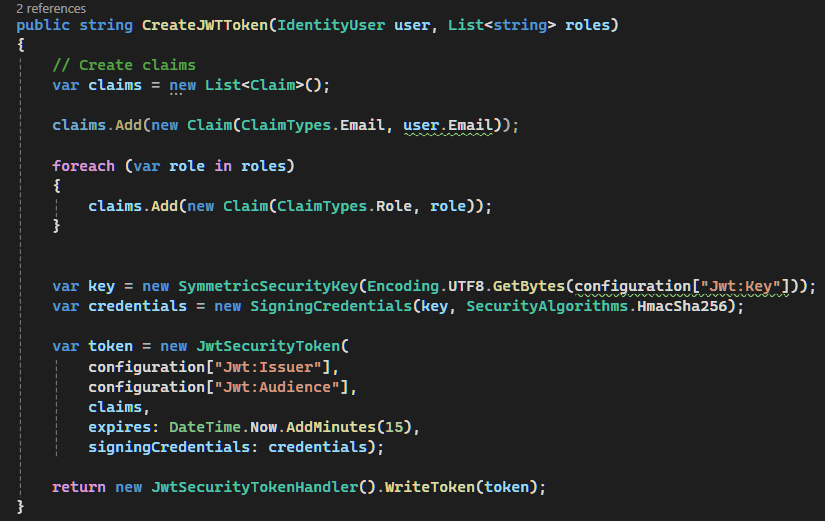 2 references
public string CreateJWTToken(IdentityUser user, List<string> roles)
{
// Create claims
var claims = new List<Claim>();
claims.Add(new Claim(ClaimTypes.Email, user.Email));
foreach (var role in roles)
{
claims.Add(new Claim(ClaimTypes.Role, role));
}
var key = new SymmetricSecurityKey(Encoding.UTF8.GetBytes(configuration["Jwt:Key"]));
var credentials = new SigningCredentials(key, SecurityAlgorithms.HmacSha256);
var token = new JwtSecurityToken(
configuration["Jwt:Issuer"],
configuration["Jwt:Audience"],
claims,
expires: DateTime.Now.AddMinutes(15),
signingCredentials: credentials);
return new JwtSecurityTokenHandler().WriteToken(token);
}